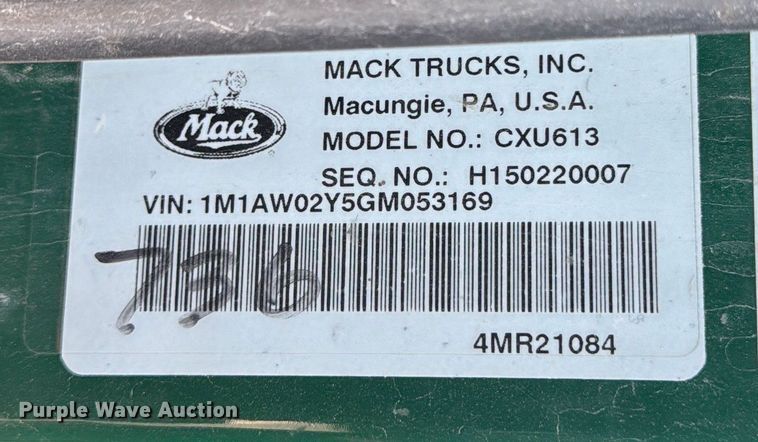 MACK TRUCKS, INC.
Mack
Macungie, PA, U.S.A.
MODEL NO.: CXU613
SEQ. NO.: H150220007
VIN: 1M1AW02Y5GM053169
736
4MR21084
Purple Wave Auction